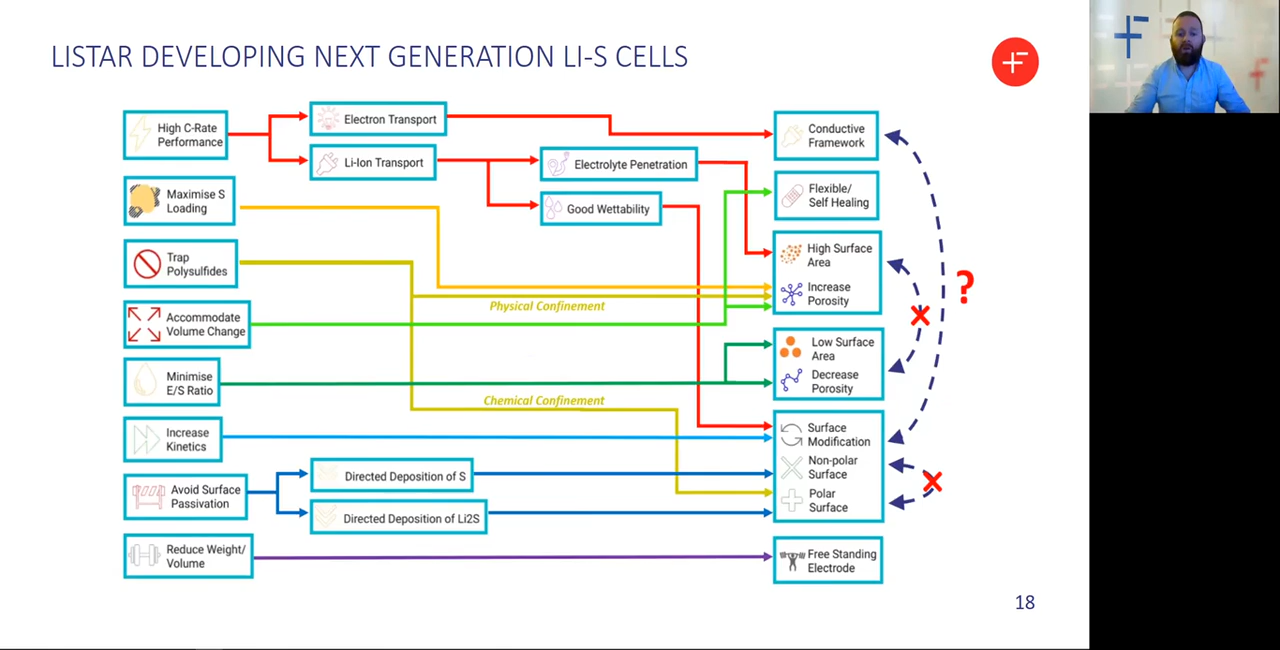 LISTAR DEVELOPING NEXT GENERATION LI-S CELLS
High C-Rate
Performance
Electron Transport
Li-Ion Transport
Electrolyte Penetration
Good Wettability
Conductive
Framework
Maximise S
Loading
Flexible/
Self Healing
Trap
Polysulfides
High Surface
Area
Increase
Porosity
Physical Confinement
?
Accommodate
Volume Change
Low Surface
Area
Decrease
Porosity
Minimise
E/S Ratio
Chemical Confinement
Increase
Kinetics
Surface
Modification
Non-polar
Surface
Polar
Surface
Avoid Surface
Passivation
Directed Deposition of S
Directed Deposition of Li2S
Reduce Weight/
Volume
Free Standing
Electrode
18